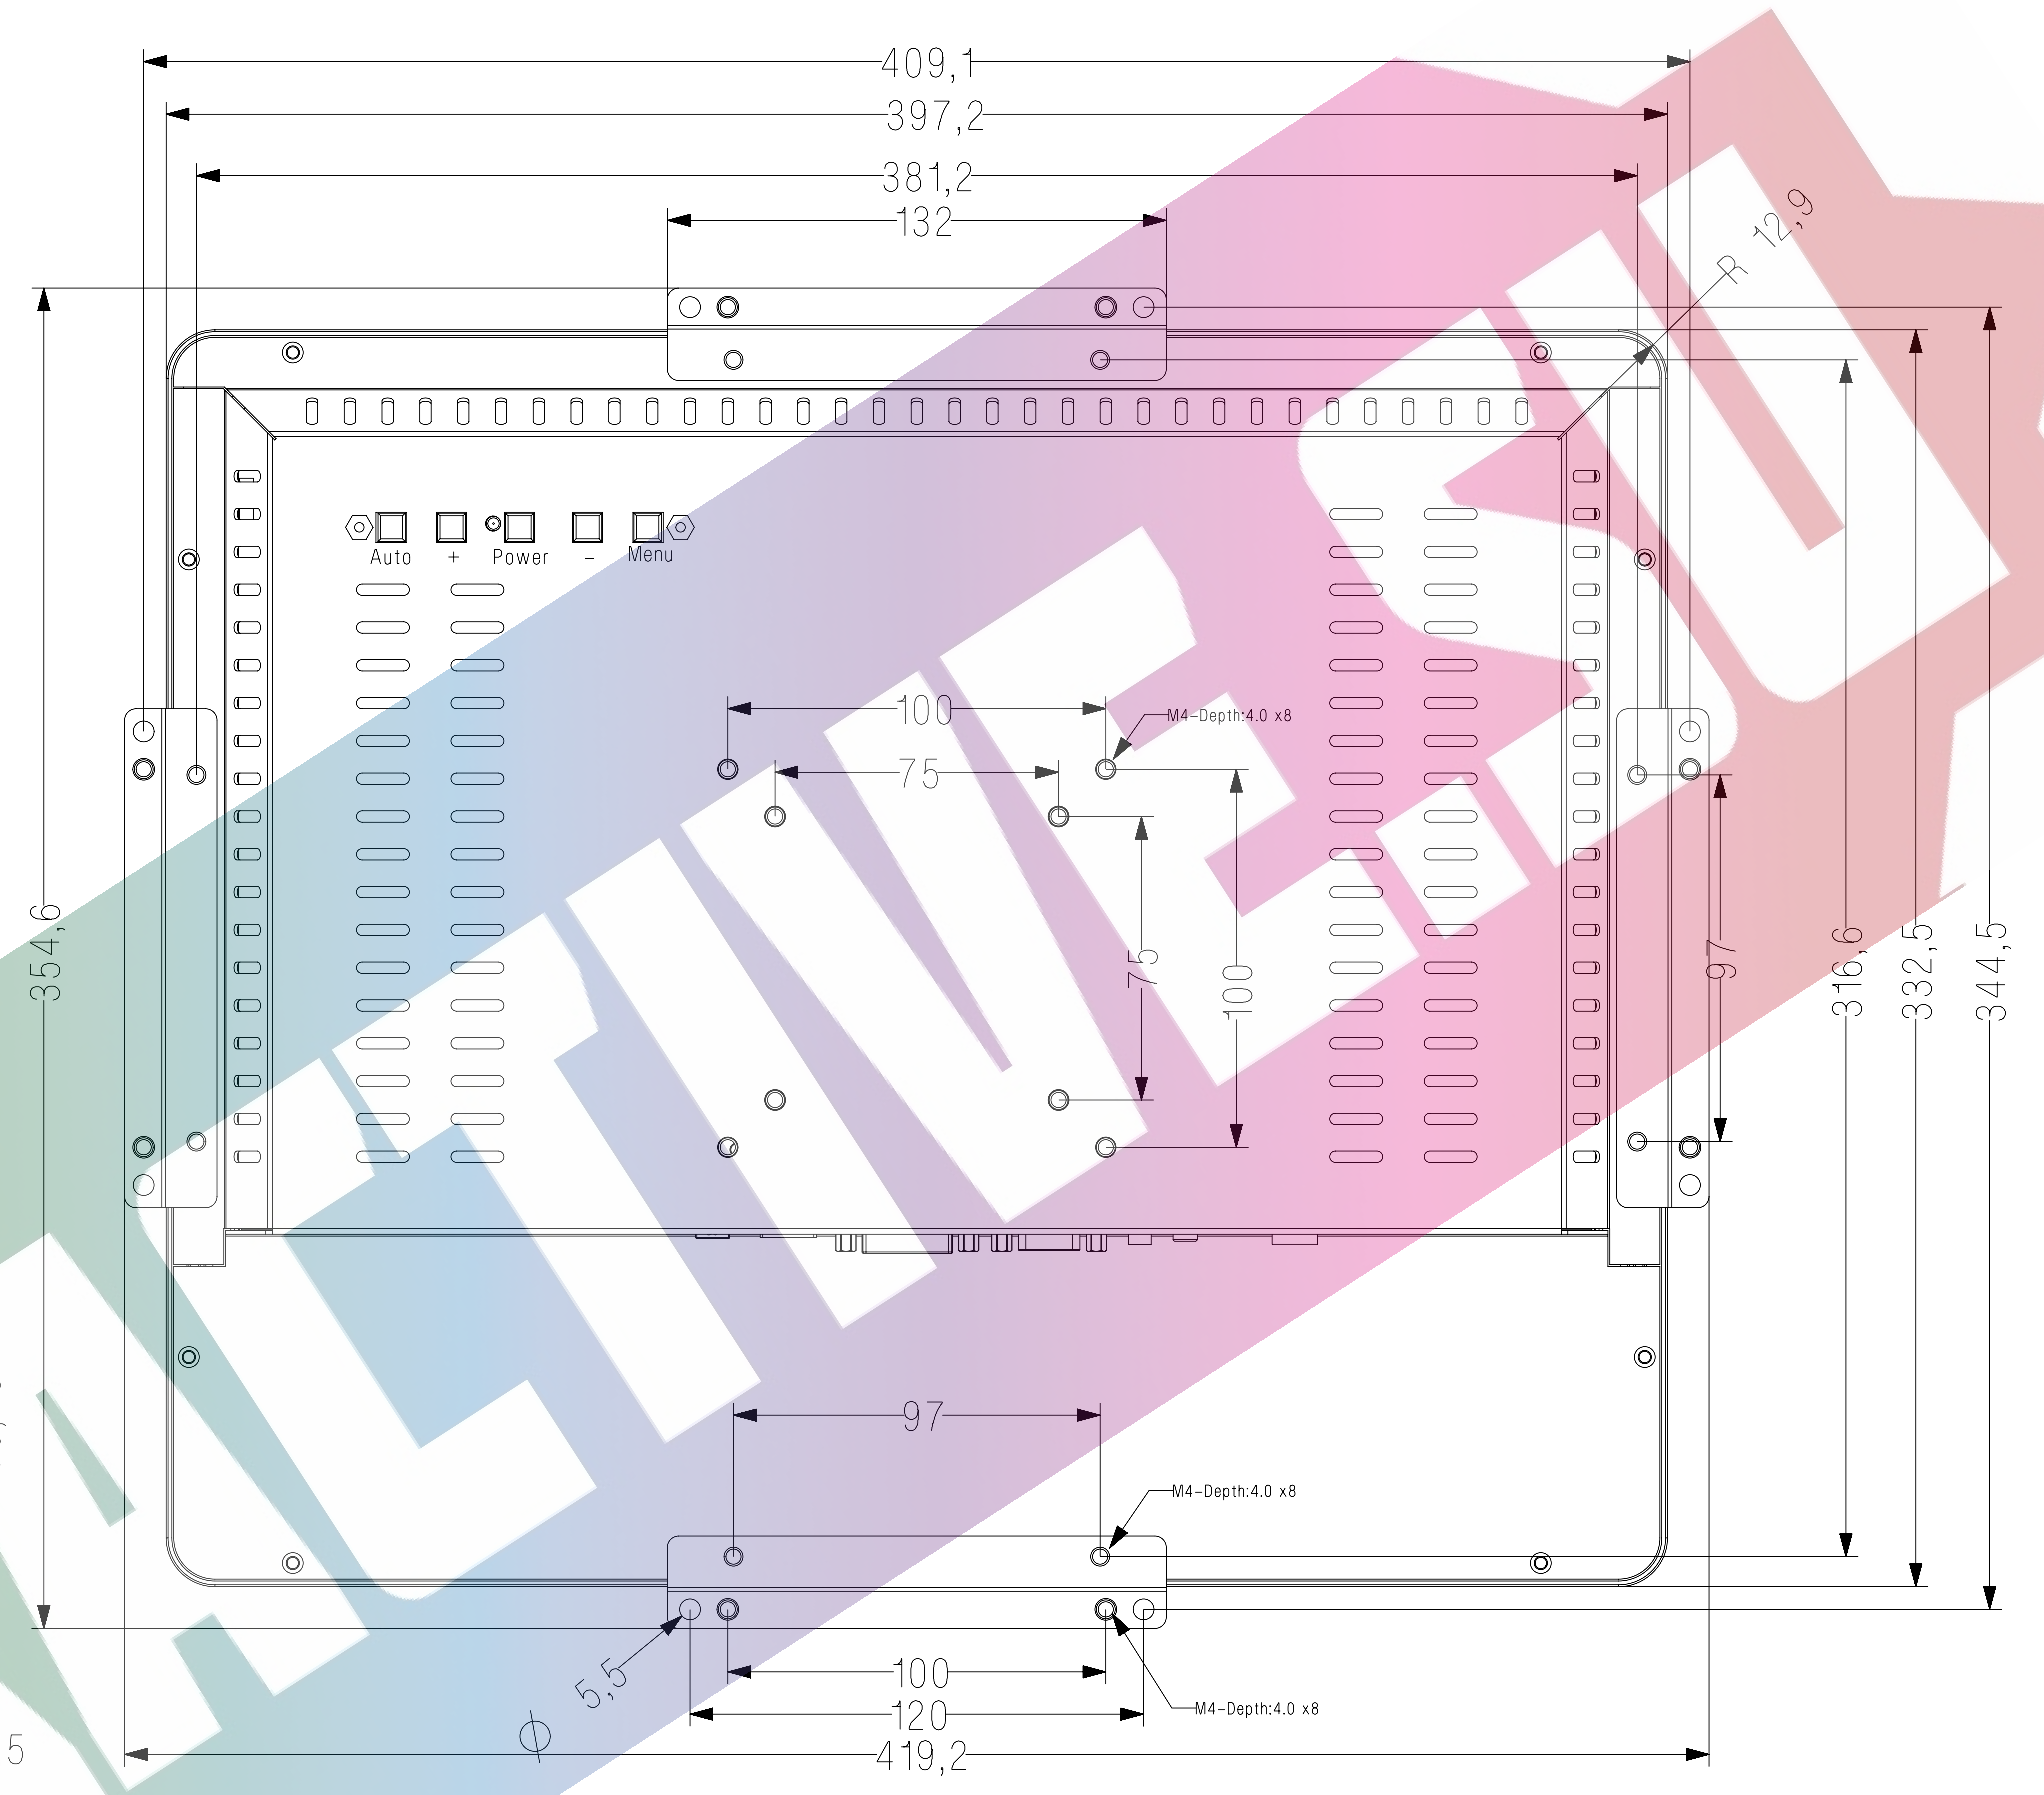 409,1
397,2
381,2
132
R 12,9
Auto + Power - Menu
100
M4-Depth:4.0 x8
75
354,6
75
100
97
316,6
332,5
344,5
97
M4-Depth:4.0 x8
Ø 5,5
100
M4-Depth:4.0 x8
120
419,2
ACTIVE.SU